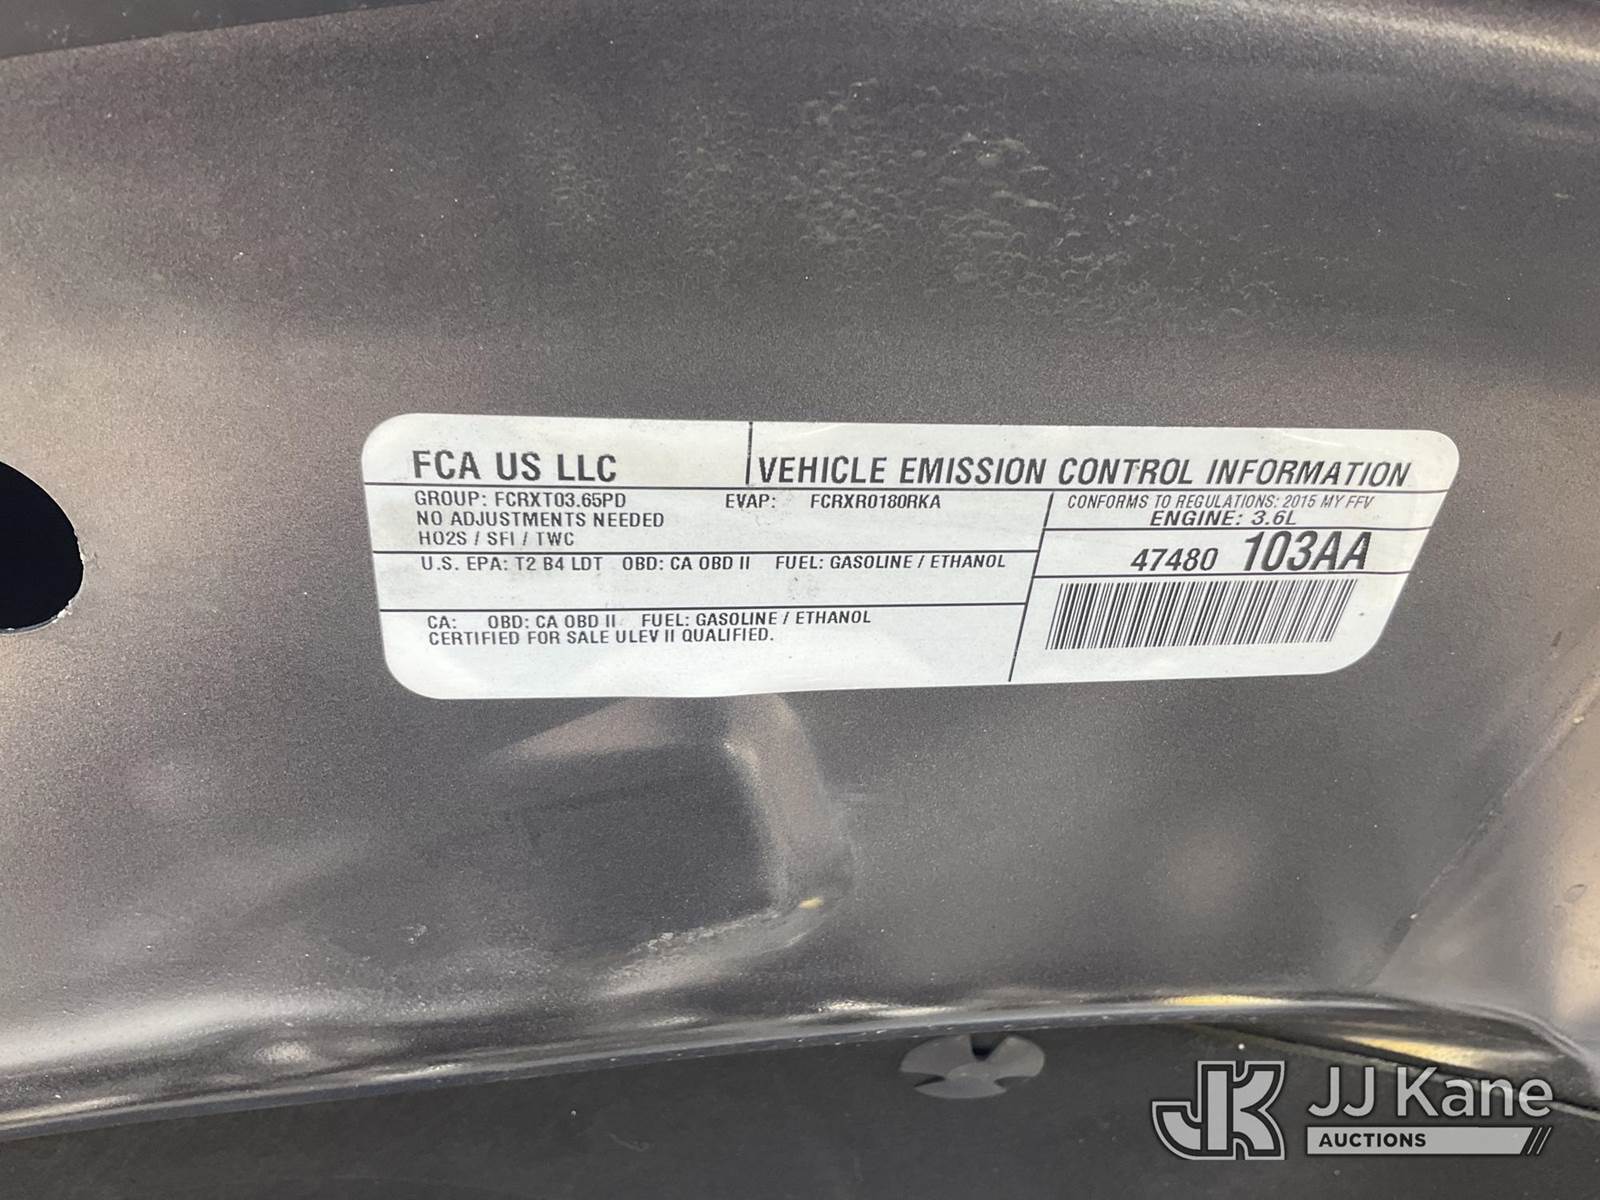 FCA US LLC
VEHICLE EMISSION CONTROL INFORMATION
GROUP: FCRXT03.65PD EVAP: FCRXR0180RKA
NO ADJUSTMENTS NEEDED
HO2S / SFI / TWC
CONFORMS TO REGULATIONS: 2015 MY FFV
ENGINE: 3.6L
U.S. EPA: T2 B4 LDT OBD: CA OBD II FUEL: GASOLINE / ETHANOL
47480 103AA
CA: OBD: CA OBD II FUEL: GASOLINE / ETHANOL
CERTIFIED FOR SALE ULEV II QUALIFIED.
JK JJ Kane
AUCTIONS